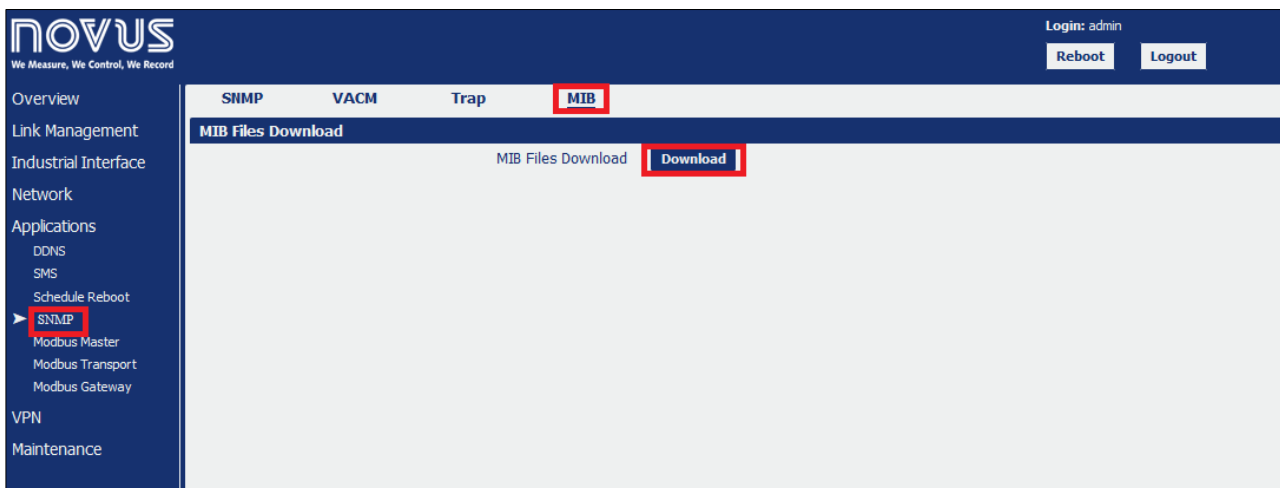 NOVUS
We Measure, We Control, We Record
Login: admin
Reboot Logout
Overview
Link Management
Industrial Interface
Network
Applications
DDNS
SMS
Schedule Reboot
SNMP
Modbus Master
Modbus Transport
Modbus Gateway
VPN
Maintenance
SNMP VACM Trap MIB
MIB Files Download
MIB Files Download Download